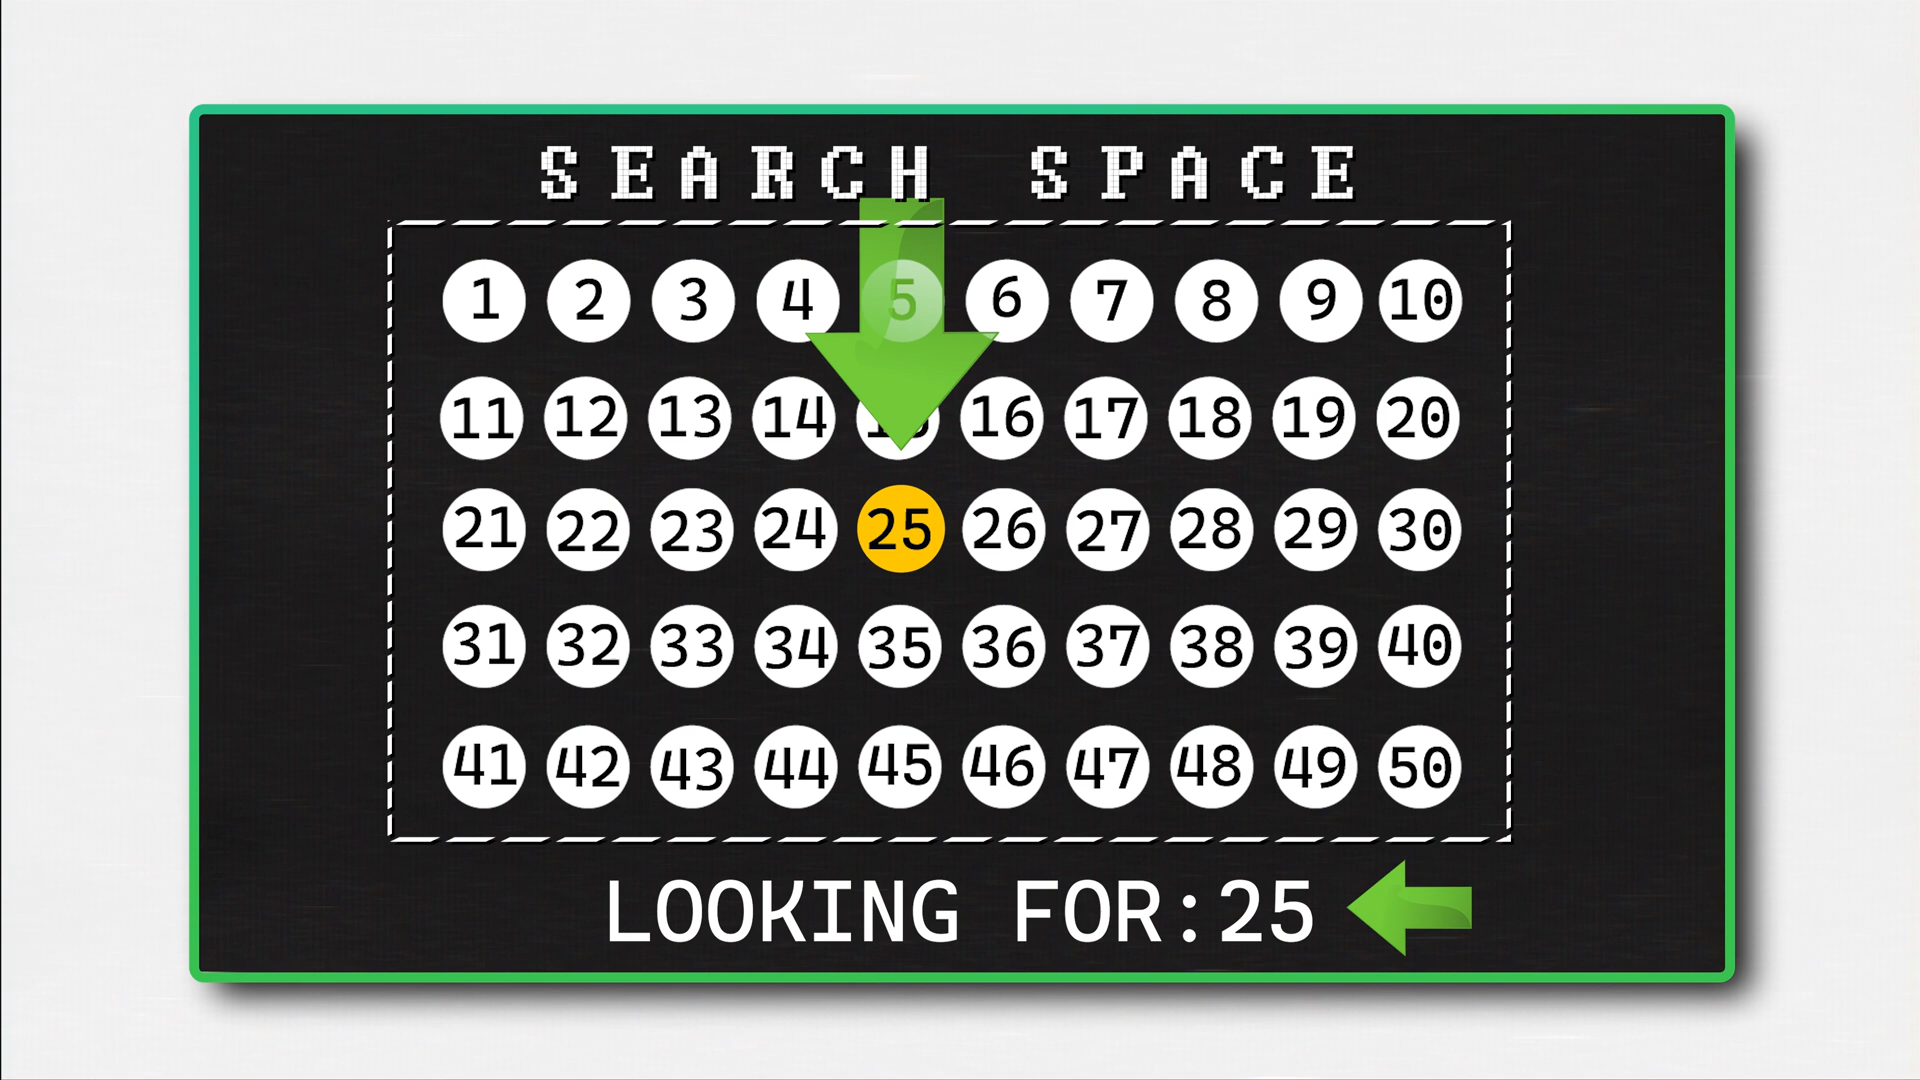 SEARCH SPACE
1 2 3 4 5 6 7 8 9 10
11 12 13 14 16 17 18 19 20
21 22 23 24 25 26 27 28 29 30
31 32 33 34 35 36 37 38 39 40
41 42 43 44 45 46 47 48 49 50
LOOKING FOR:25